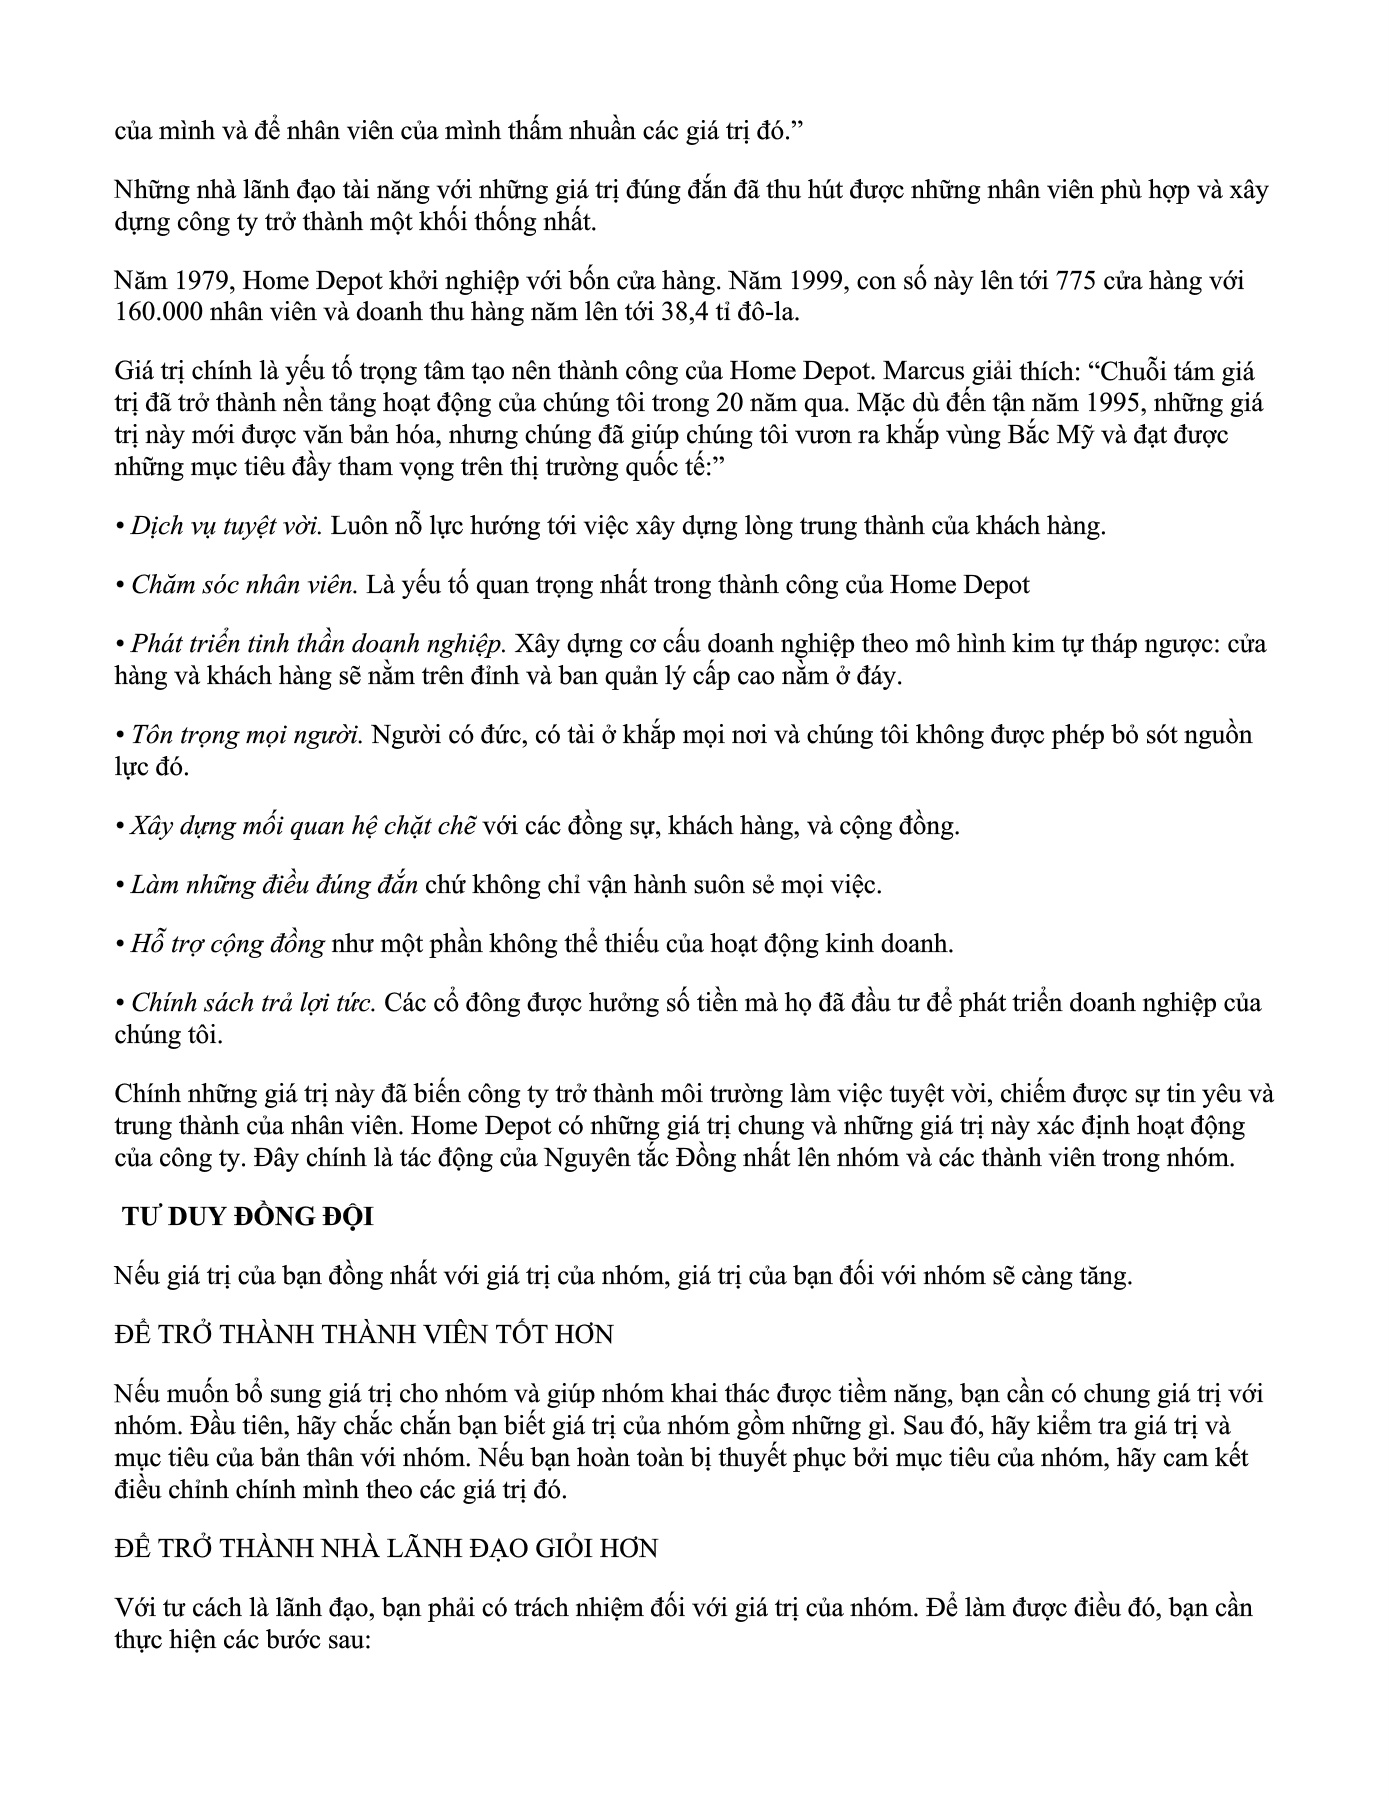 của mình và để nhân viên của mình thấm nhuần các giá trị đó.”
Những nhà lãnh đạo tài năng với những giá trị đúng đắn đã thu hút được những nhân viên phù hợp và xây
dựng công ty trở thành một khối thống nhất.
Năm 1979, Home Depot khởi nghiệp với bốn cửa hàng. Năm 1999, con số này lên tới 775 cửa hàng với
160.000 nhân viên và doanh thu hàng năm lên tới 38,4 tỉ đô-la.
Giá trị chính là yếu tố trọng tâm tạo nên thành công của Home Depot. Marcus giải thích: “Chuỗi tám giá
trị đã trở thành nền tảng hoạt động của chúng tôi trong 20 năm qua. Mặc dù đến tận năm 1995, những giá
trị này mới được văn bản hóa, nhưng chúng đã giúp chúng tôi vươn ra khắp vùng Bắc Mỹ và đạt được
những mục tiêu đầy tham vọng trên thị trường quốc tế:”
• Dịch vụ tuyệt vời. Luôn nỗ lực hướng tới việc xây dựng lòng trung thành của khách hàng.
• Chăm sóc nhân viên. Là yếu tố quan trọng nhất trong thành công của Home Depot
• Phát triển tinh thần doanh nghiệp. Xây dựng cơ cấu doanh nghiệp theo mô hình kim tự tháp ngược: cửa
hàng và khách hàng sẽ nằm trên đỉnh và ban quản lý cấp cao nằm ở đáy.
• Tôn trọng mọi người. Người có đức, có tài ở khắp mọi nơi và chúng tôi không được phép bỏ sót nguồn
lực đó.
• Xây dựng mối quan hệ chặt chẽ với các đồng sự, khách hàng, và cộng đồng.
• Làm những điều đúng đắn chứ không chỉ vận hành suôn sẻ mọi việc.
• Hỗ trợ cộng đồng như một phần không thể thiếu của hoạt động kinh doanh.
• Chính sách trả lợi tức. Các cổ đông được hưởng số tiền mà họ đã đầu tư để phát triển doanh nghiệp của
chúng tôi.
Chính những giá trị này đã biến công ty trở thành môi trường làm việc tuyệt vời, chiếm được sự tin yêu và
trung thành của nhân viên. Home Depot có những giá trị chung và những giá trị này xác định hoạt động
của công ty. Đây chính là tác động của Nguyên tắc Đồng nhất lên nhóm và các thành viên trong nhóm.
TƯ DUY ĐỒNG ĐỘI
Nếu giá trị của bạn đồng nhất với giá trị của nhóm, giá trị của bạn đối với nhóm sẽ càng tăng.
ĐỂ TRỞ THÀNH THÀNH VIÊN TỐT HƠN
Nếu muốn bổ sung giá trị cho nhóm và giúp nhóm khai thác được tiềm năng, bạn cần có chung giá trị với
nhóm. Đầu tiên, hãy chắc chắn bạn biết giá trị của nhóm gồm những gì. Sau đó, hãy kiểm tra giá trị và
mục tiêu của bản thân với nhóm. Nếu bạn hoàn toàn bị thuyết phục bởi mục tiêu của nhóm, hãy cam kết
điều chỉnh chính mình theo các giá trị đó.
ĐỂ TRỞ THÀNH NHÀ LÃNH ĐẠO GIỎI HƠN
Với tư cách là lãnh đạo, bạn phải có trách nhiệm đối với giá trị của nhóm. Để làm được điều đó, bạn cần
thực hiện các bước sau: